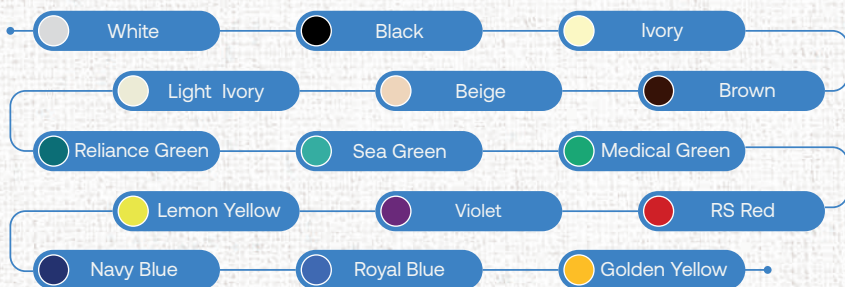 White
Black
Ivory
Light Ivory
Beige
Brown
Reliance Green
Sea Green
Medical Green
Lemon Yellow
Violet
RS Red
Navy Blue
Royal Blue
Golden Yellow